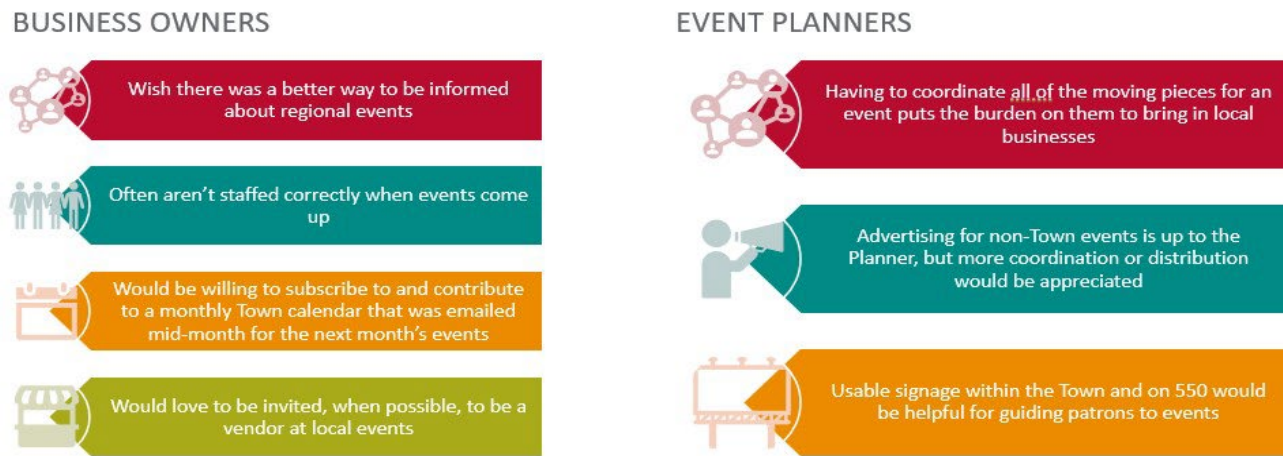 BUSINESS OWNERS
Wish there was a better way to be informed
about regional events
Often aren’t staffed correctly when events come
up
Would be willing to subscribe to and contribute
to a monthly Town calendar that was emailed
mid-month for the next month’s events
Would love to be invited, when possible, to be a
vendor at local events
EVENT PLANNERS
Having to coordinate all of the moving pieces for an
event puts the burden on them to bring in local
businesses
Advertising for non-Town events is up to the
Planner, but more coordination or distribution
would be appreciated
Usable signage within the Town and on 550 would
be helpful for guiding patrons to events